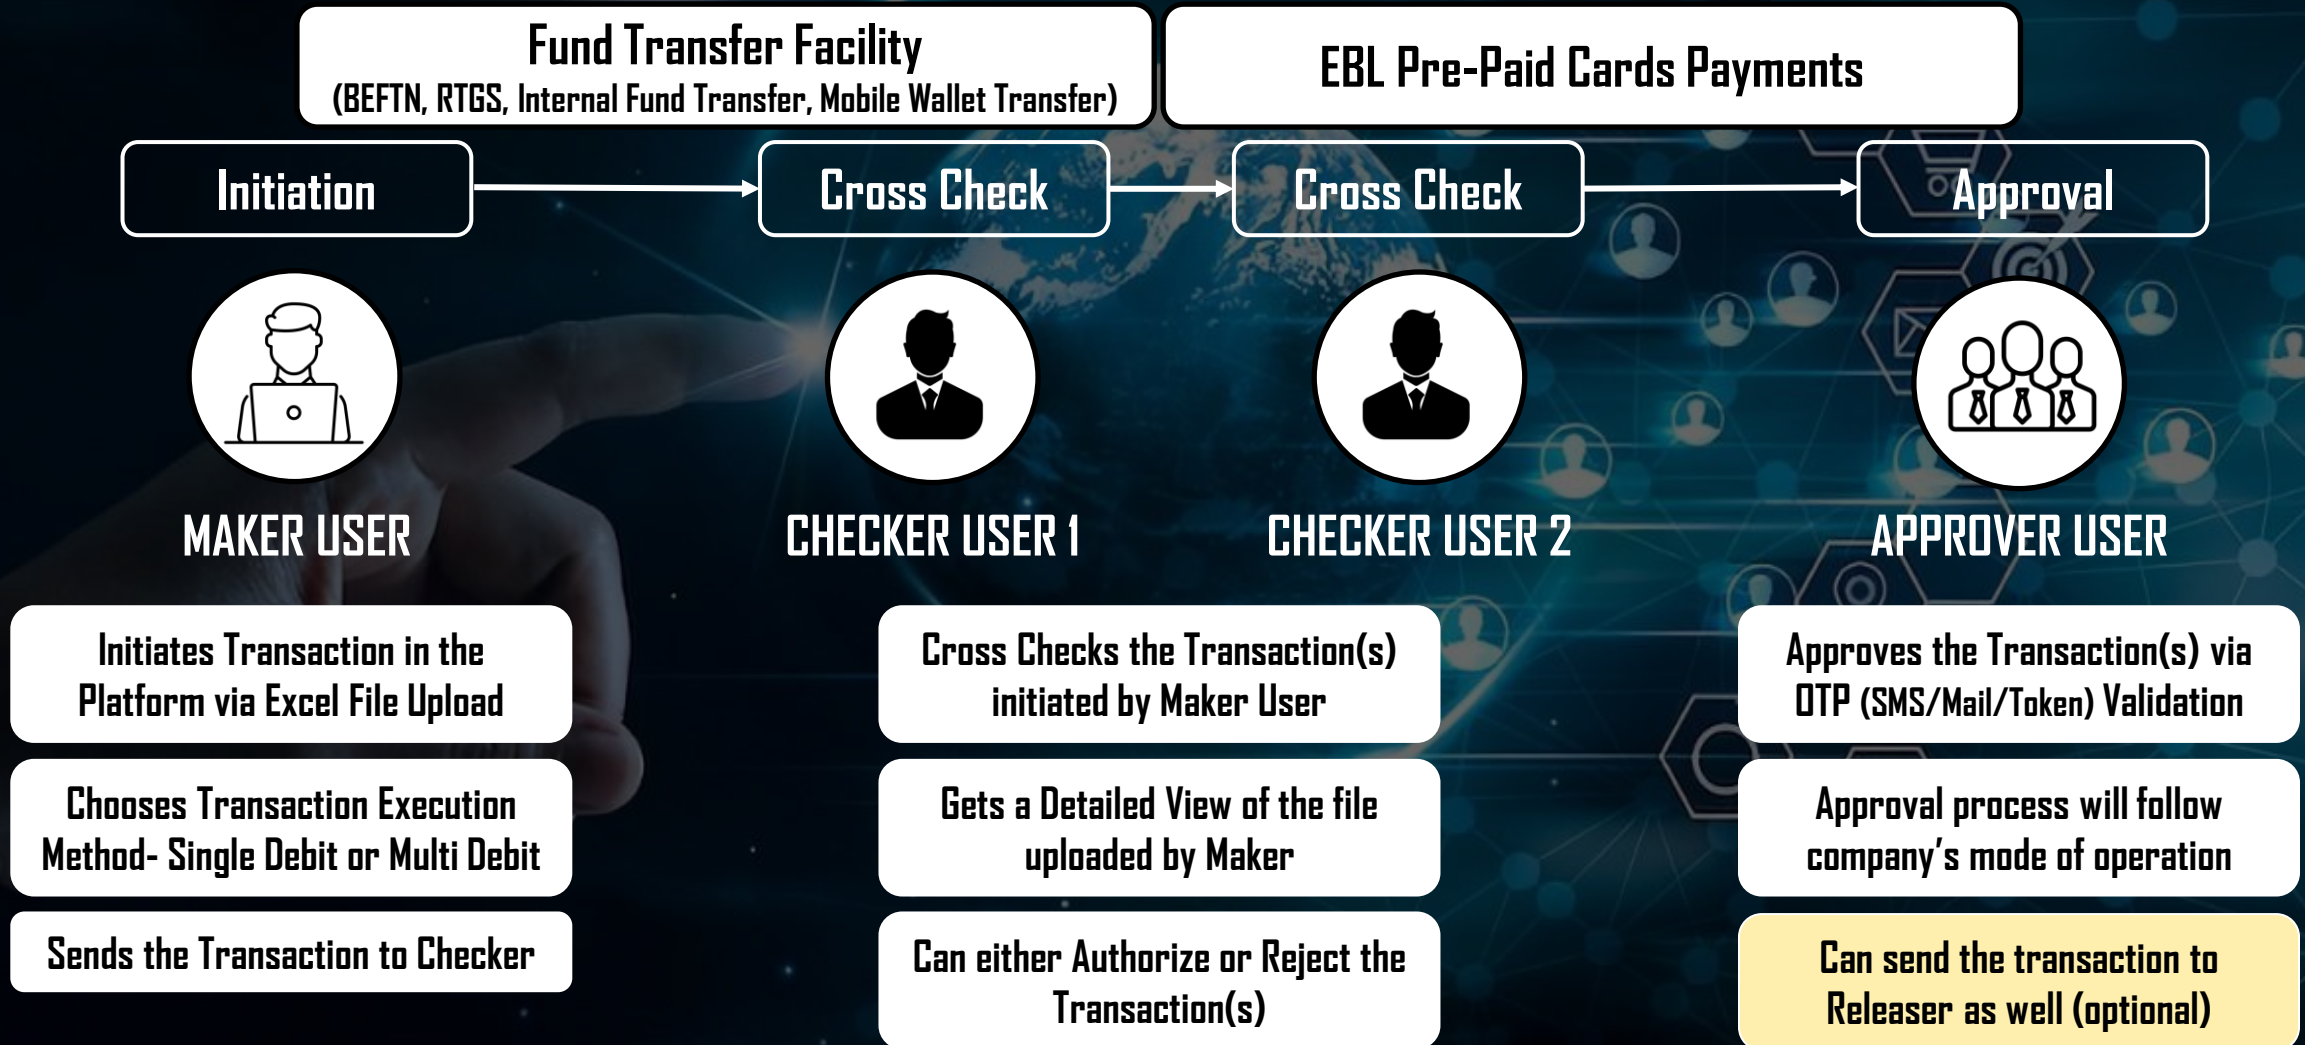 Fund Transfer Facility
(BEFTN, RTGS, Internal Fund Transfer, Mobile Wallet Transfer)
EBL Pre-Paid Cards Payments
Initiation
Cross Check
Cross Check
Approval
MAKER USER
CHECKER USER 1
CHECKER USER 2
APPROVER USER
Initiates Transaction in the
Platform via Excel File Upload
Chooses Transaction Execution
Method- Single Debit or Multi Debit
Sends the Transaction to Checker
Cross Checks the Transaction(s)
initiated by Maker User
Gets a Detailed View of the file
uploaded by Maker
Can either Authorize or Reject the
Transaction(s)
Approves the Transaction(s) via
OTP (SMS/Mail/Token) Validation
Approval process will follow
company's mode of operation
Can send the transaction to
Releaser as well (optional)